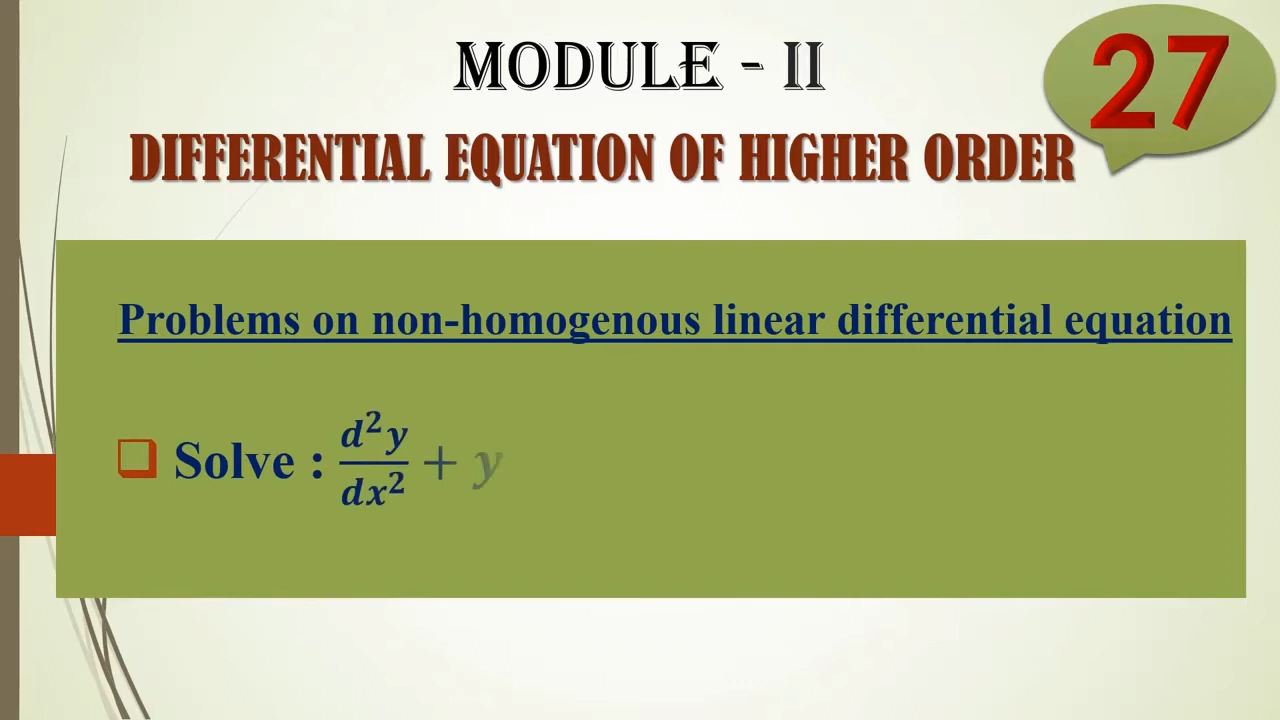 MODULE - II
27
DIFFERENTIAL EQUATION OF HIGHER ORDER
Problems on non-homogenous linear differential equation
Solve : d²y/dx² + y